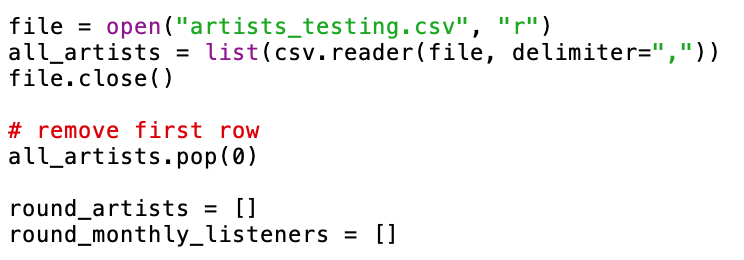 file = open("artists_testing.csv", "r")
all_artists = list(csv.reader(file, delimiter=","))
file.close()
# remove first row
all_artists.pop(0)
round_artists = []
round_monthly_listeners = []